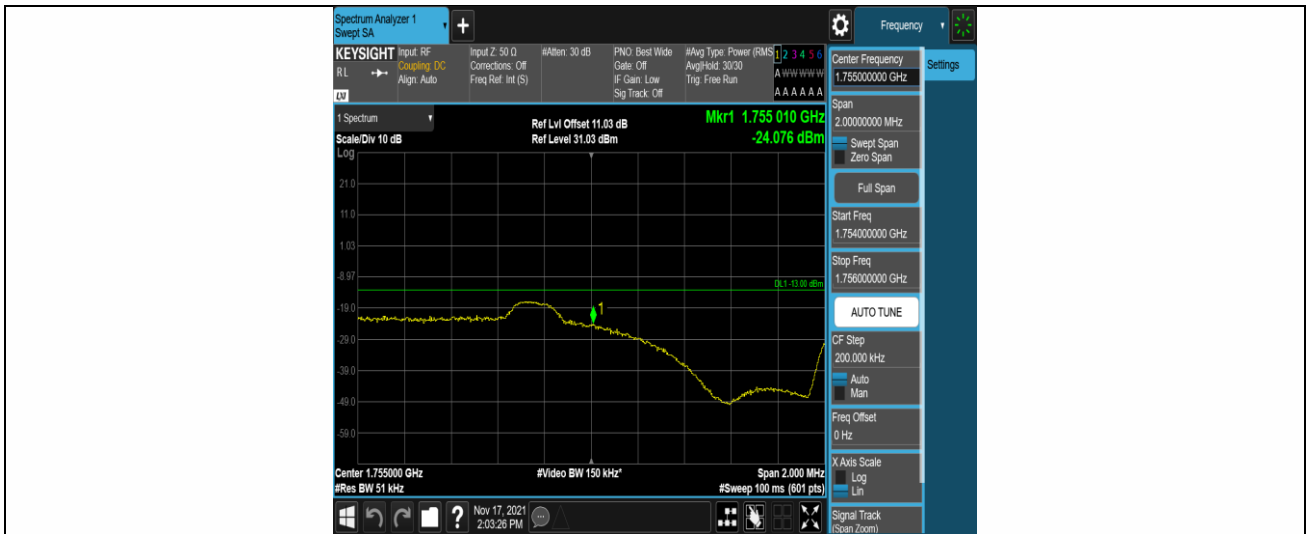 Spectrum Analyzer 1
Swept SA
+
Frequency
KEYSIGHT
R L
LXI
Input: RF
Coupling: DC
Align: Auto
Input Z: 50 Ω
Corrections: Off
Freq Ref: Int (S)
#Atten: 30 dB
PNO: Best Wide
Gate: Off
IF Gain: Low
Sig Track: Off
#Avg Type: Power (RMS
Avg|Hold: 30/30
Trig: Free Run
1 2 3 4 5 6
A W W W W W
A A A A A A
1 Spectrum
Scale/Div 10 dB
Log
Ref Lvl Offset 11.03 dB
Ref Level 31.03 dBm
Mkr1 1.755 010 GHz
-24.076 dBm
21.0
11.0
1.03
-8.97
DL1 -13.00 dBm
-19.0
1
-29.0
-39.0
-49.0
-59.0
Center 1.755000 GHz
#Res BW 51 kHz
#Video BW 150 kHz*
Span 2.000 MHz
#Sweep 100 ms (601 pts)
?
Nov 17, 2021
2:03:26 PM
Center Frequency
1.755000000 GHz
Settings
Span
2.00000000 MHz
Swept Span
Zero Span
Full Span
Start Freq
1.754000000 GHz
Stop Freq
1.756000000 GHz
AUTO TUNE
CF Step
200.000 kHz
Auto
Man
Freq Offset
0 Hz
X Axis Scale
Log
Lin
Signal Track
(Span Zoom)